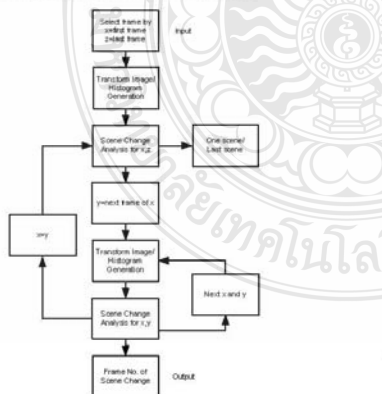 Select frame by
x=first frame
z=last frame
Input
Transform Image/
Histogram
Generation
Scene Change
Analysis for x,z
One scene/
Last scene
y=next frame of x
x=y
Transform Image/
Histogram
Generation
Next x and y
Scene Change
Analysis for x,y
Frame No. of
Scene Change
Output